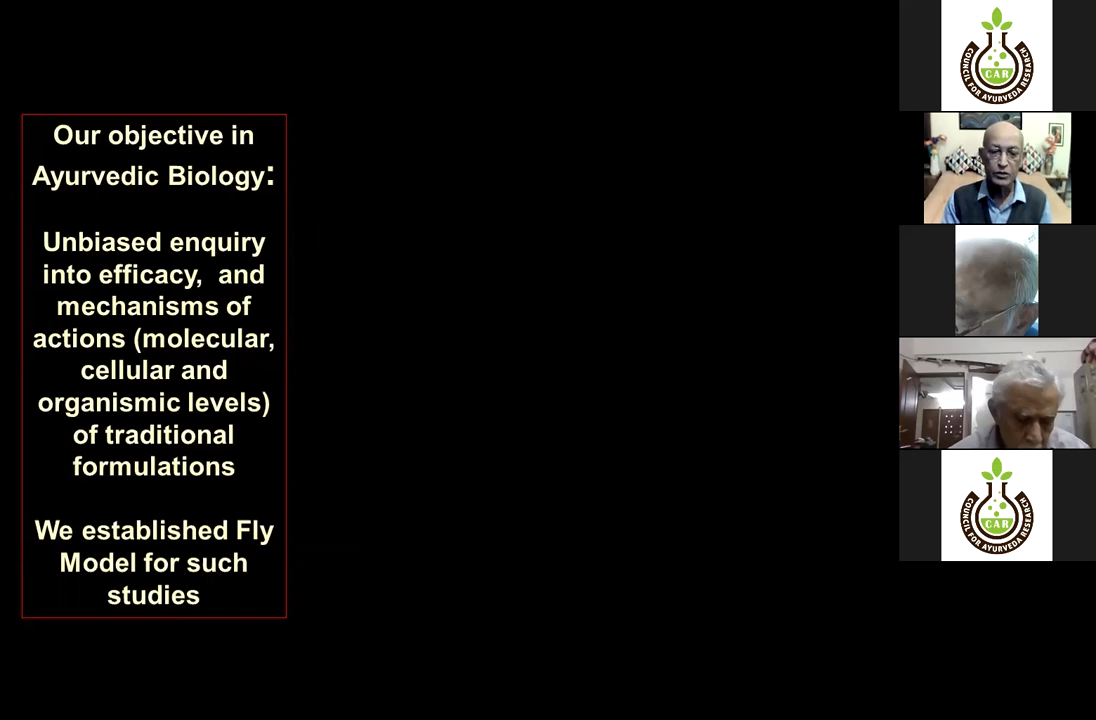 Our objective in
Ayurvedic Biology:
Unbiased enquiry
into efficacy,  and
mechanisms of
actions (molecular,
cellular and
organismic levels)
of traditional
formulations
We established Fly
Model for such
studies
CAR
COUNCIL FOR AYURVEDA RESEARCH
CAR
COUNCIL FOR AYURVEDA RESEARCH